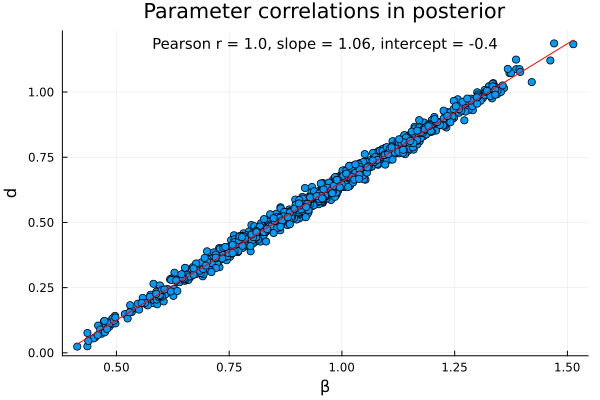 Parameter correlations in posterior
Pearson r = 1.0, slope = 1.06, intercept = -0.4
1.00
0.75
d
0.50
0.25
0.00
0.50 0.75 1.00 1.25 1.50
β